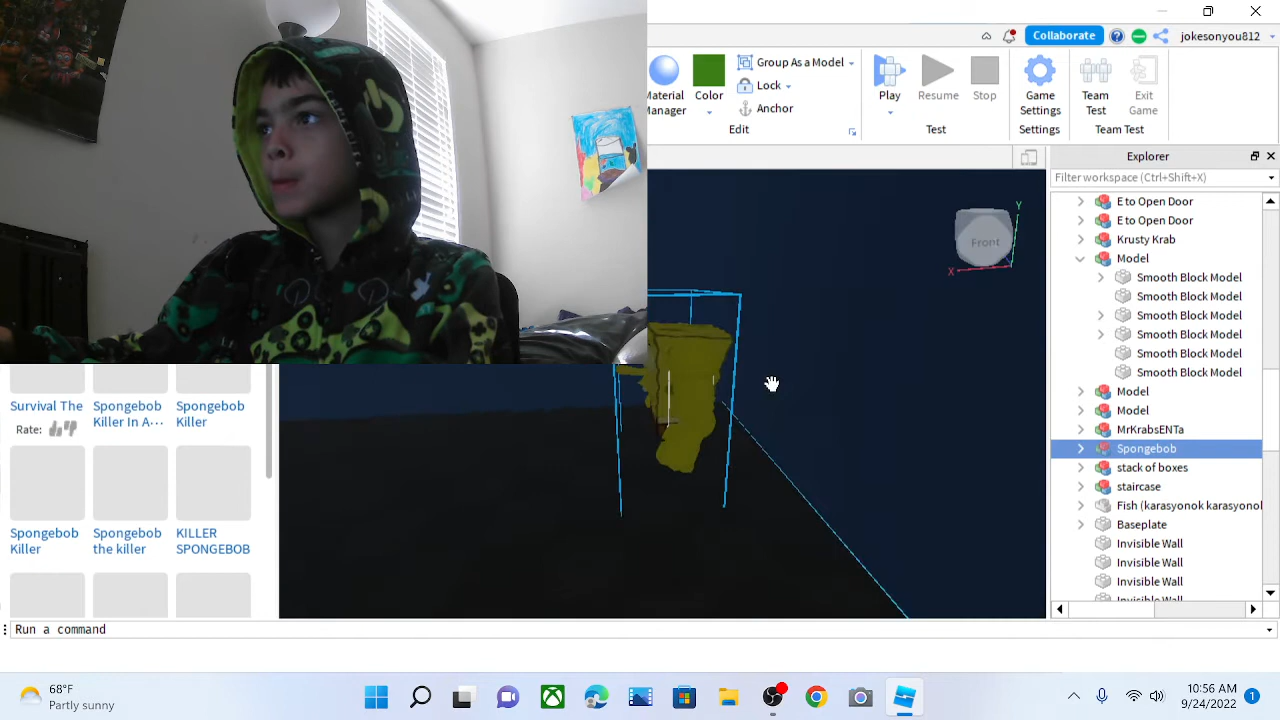 Collaborate
jokesonyou812
Material
Manager
Color
Group As a Model
Lock
Anchor
Edit
Play
Resume
Stop
Test
Game
Settings
Settings
Team
Test
Exit
Game
Team Test
Explorer
Filter workspace (Ctrl+Shift+X)
E to Open Door
E to Open Door
Krusty Krab
Model
Smooth Block Model
Smooth Block Model
Smooth Block Model
Smooth Block Model
Smooth Block Model
Smooth Block Model
Model
Model
MrKrabsENTa
Spongebob
stack of boxes
staircase
Fish (karasyonok karasyonol
Baseplate
Invisible Wall
Invisible Wall
Invisible Wall
Invisible Wall
Front
X
Y
Survival The
Rate:
Spongebob
Killer In A...
Spongebob
Killer
Spongebob
Killer
Spongebob
the killer
KILLER
SPONGEBOB
Run a command
68°F
Partly sunny
10:56 AM
9/24/2022
1